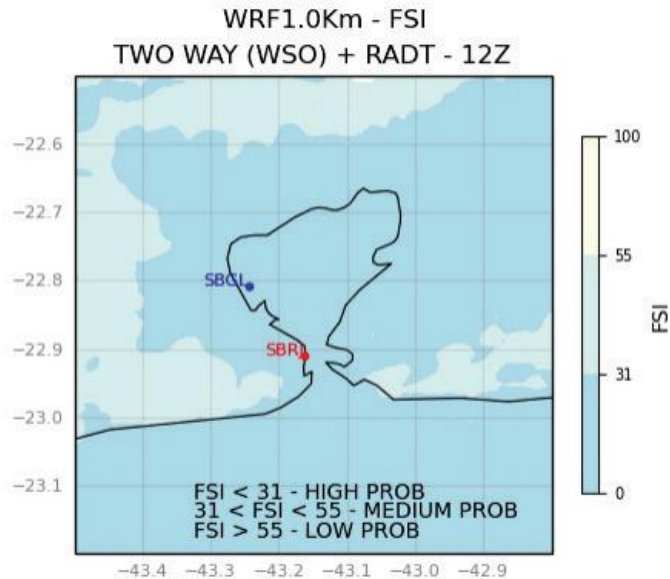 WRF1.0Km - FSI
TWO WAY (WSO) + RADT - 12Z
−22.6
−22.7
−22.8
−22.9
−23.0
−23.1
SBGL
SBRJ
FSI < 31 - HIGH PROB
31 < FSI < 55 - MEDIUM PROB
FSI > 55 - LOW PROB
−43.4
−43.3
−43.2
−43.1
−43.0
−42.9
100
55
31
0
FSI